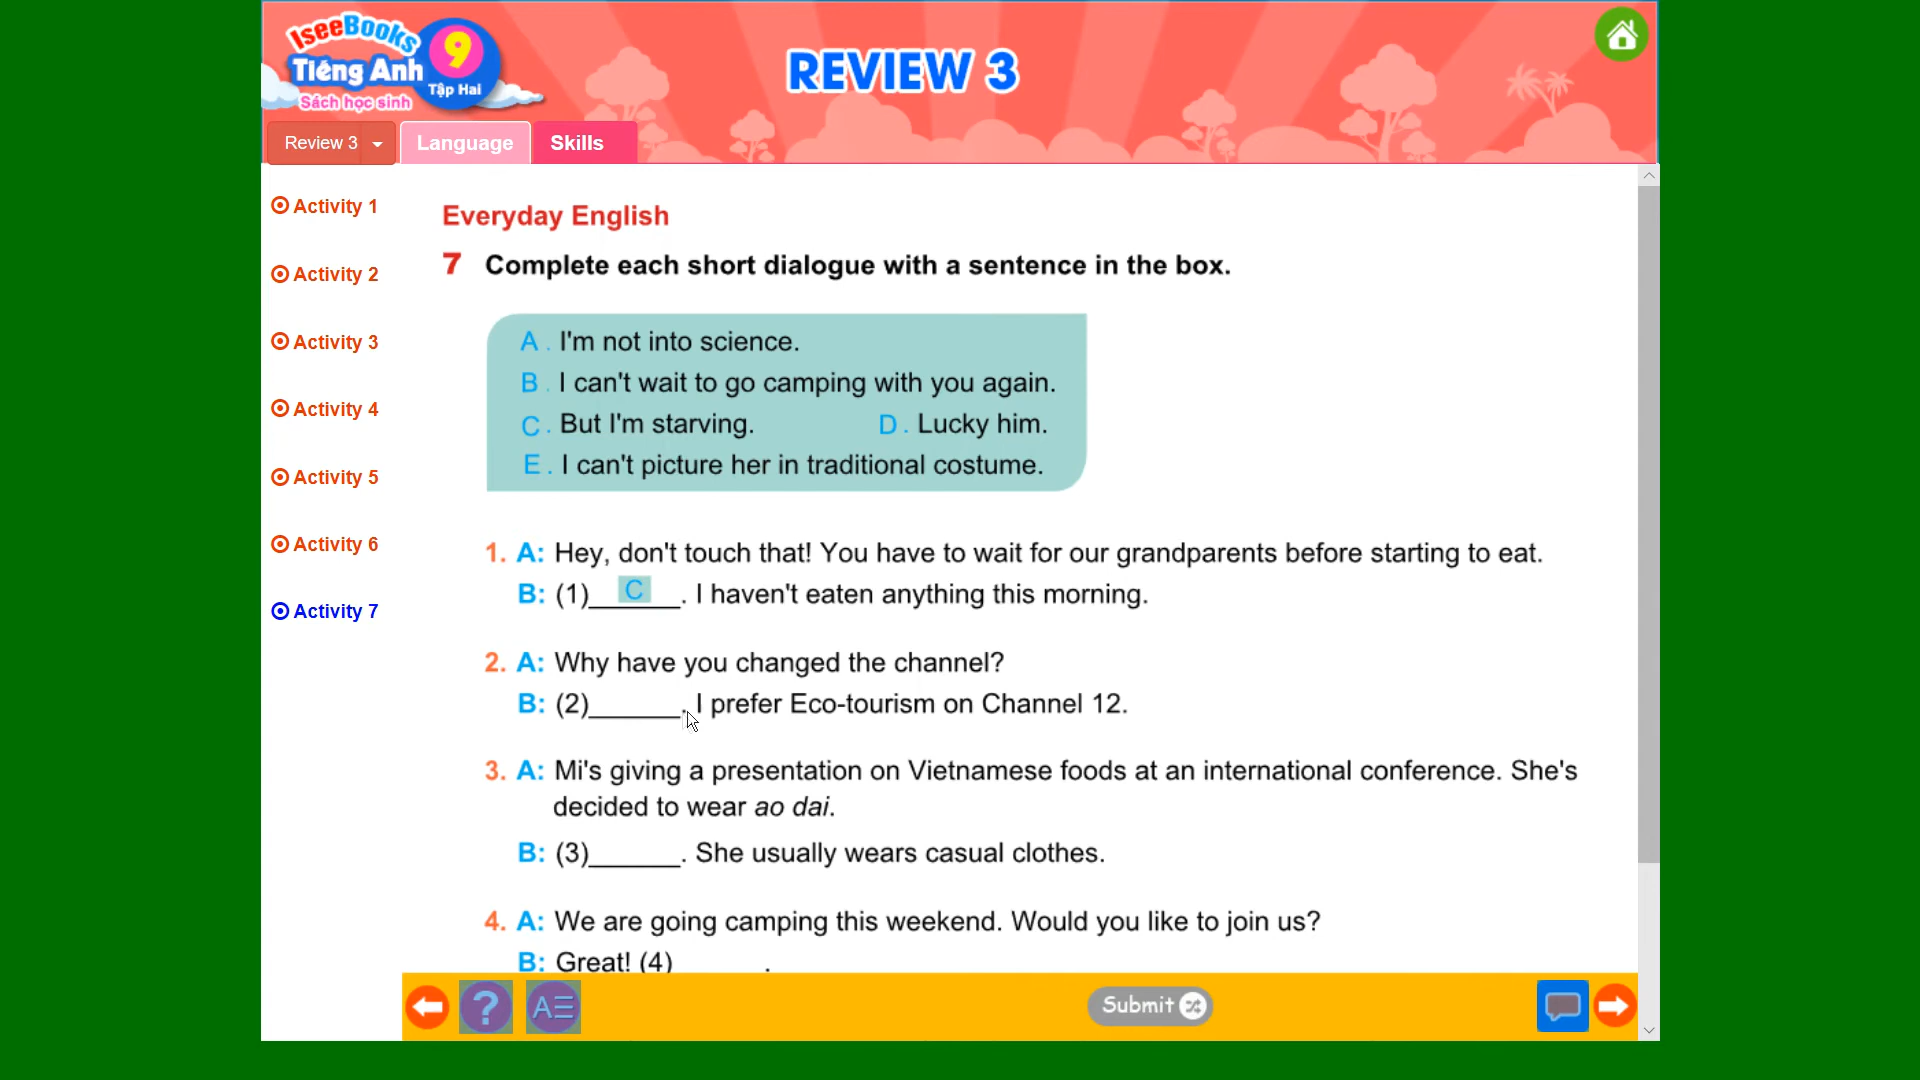 IseeBooks
Tiếng Anh 9
Tập Hai
Sách học sinh
REVIEW 3
Review 3
Language
Skills
Activity 1
Activity 2
Activity 3
Activity 4
Activity 5
Activity 6
Activity 7
Everyday English
7 Complete each short dialogue with a sentence in the box.
A . I'm not into science.
B . I can't wait to go camping with you again.
C . But I'm starving. D . Lucky him.
E . I can't picture her in traditional costume.
1. A: Hey, don't touch that! You have to wait for our grandparents before starting to eat.
B: (1)___C___. I haven't eaten anything this morning.
2. A: Why have you changed the channel?
B: (2)______. I prefer Eco-tourism on Channel 12.
3. A: Mi's giving a presentation on Vietnamese foods at an international conference. She's
decided to wear ao dai.
B: (3)______. She usually wears casual clothes.
4. A: We are going camping this weekend. Would you like to join us?
B: Great! (4)______.
?
A
Submit